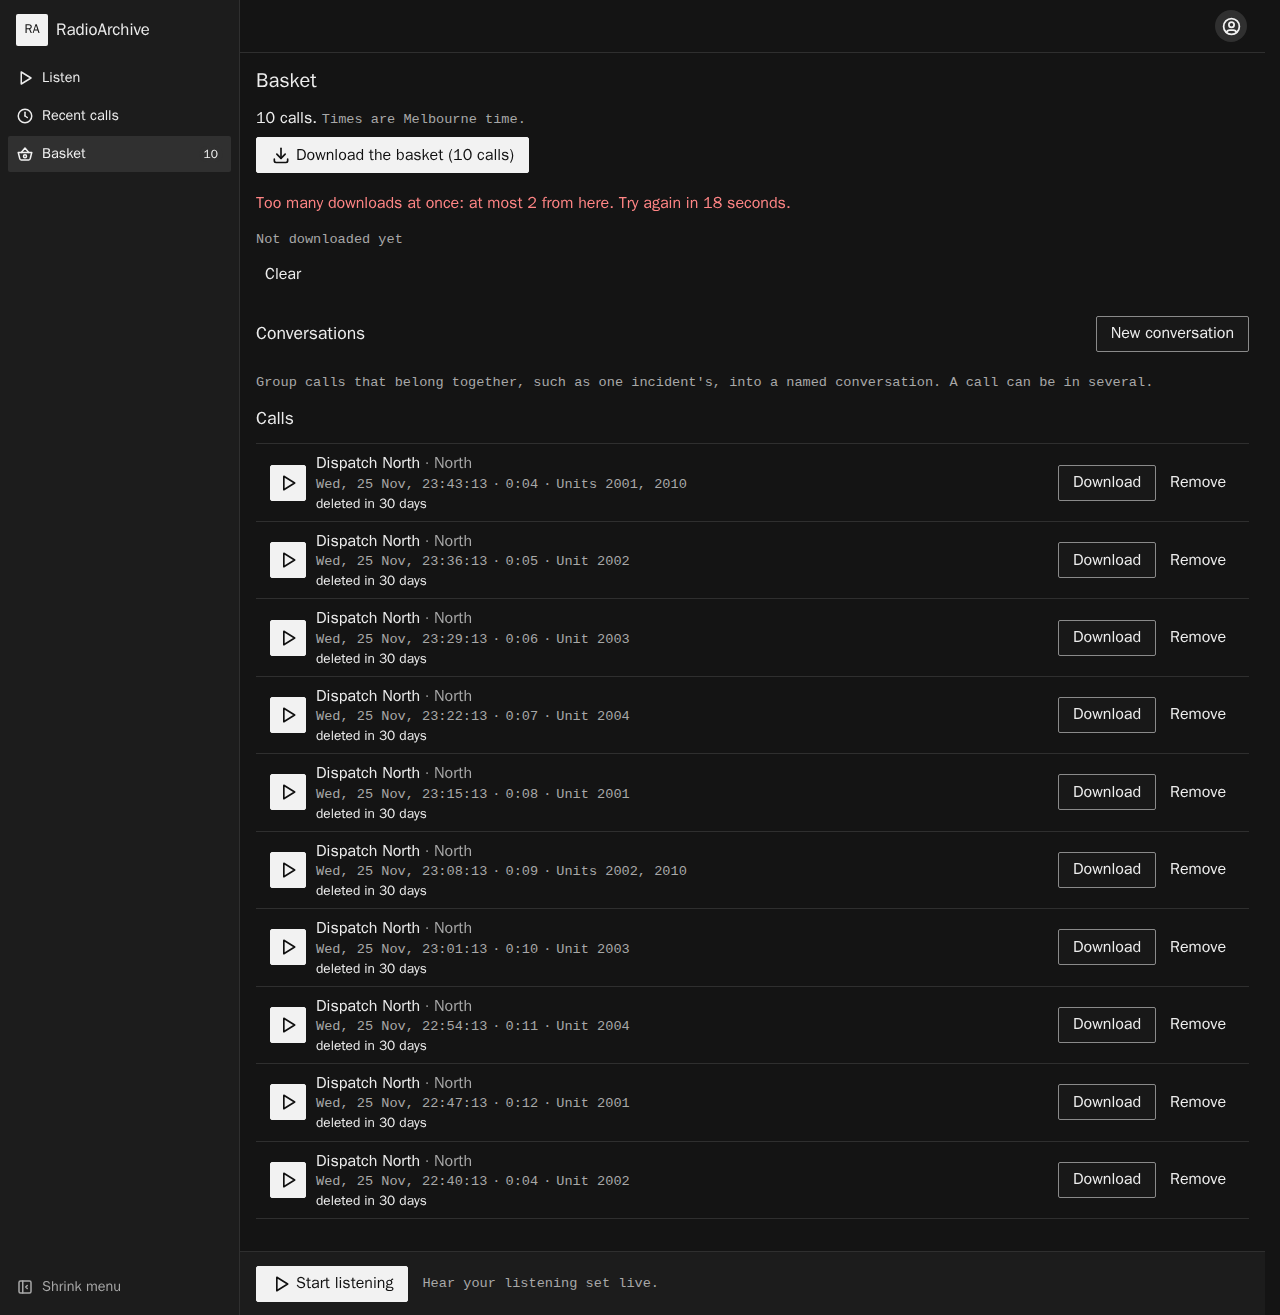 RA RadioArchive
Listen
Recent calls
Basket 10
Shrink menu
Basket
10 calls. Times are Melbourne time.
Download the basket (10 calls)
Too many downloads at once: at most 2 from here. Try again in 18 seconds.
Not downloaded yet
Clear
Conversations
New conversation
Group calls that belong together, such as one incident's, into a named conversation. A call can be in several.
Calls
Dispatch North · North
Wed, 25 Nov, 23:43:13 · 0:04 · Units 2001, 2010
deleted in 30 days
Download Remove
Dispatch North · North
Wed, 25 Nov, 23:36:13 · 0:05 · Unit 2002
deleted in 30 days
Download Remove
Dispatch North · North
Wed, 25 Nov, 23:29:13 · 0:06 · Unit 2003
deleted in 30 days
Download Remove
Dispatch North · North
Wed, 25 Nov, 23:22:13 · 0:07 · Unit 2004
deleted in 30 days
Download Remove
Dispatch North · North
Wed, 25 Nov, 23:15:13 · 0:08 · Unit 2001
deleted in 30 days
Download Remove
Dispatch North · North
Wed, 25 Nov, 23:08:13 · 0:09 · Units 2002, 2010
deleted in 30 days
Download Remove
Dispatch North · North
Wed, 25 Nov, 23:01:13 · 0:10 · Unit 2003
deleted in 30 days
Download Remove
Dispatch North · North
Wed, 25 Nov, 22:54:13 · 0:11 · Unit 2004
deleted in 30 days
Download Remove
Dispatch North · North
Wed, 25 Nov, 22:47:13 · 0:12 · Unit 2001
deleted in 30 days
Download Remove
Dispatch North · North
Wed, 25 Nov, 22:40:13 · 0:04 · Unit 2002
deleted in 30 days
Download Remove
Start listening
Hear your listening set live.